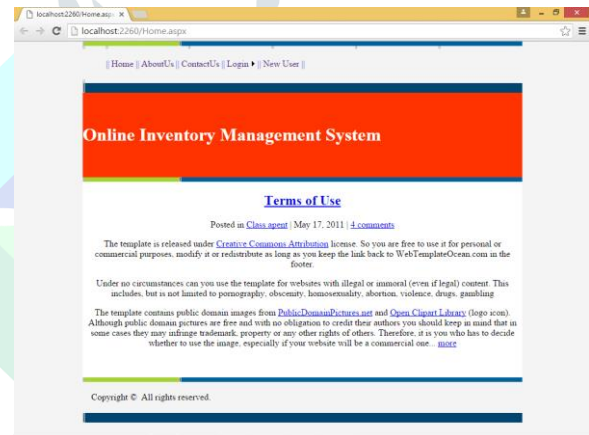 localhost:2260/Home.aspx
localhost:2260/Home.aspx
|| Home || AboutUs || ContactUs || Login || New User ||
Online Inventory Management System
Terms of Use
Posted in Class apent | May 17, 2011 | 4 comments
The template is released under Creative Commons Attribution license. So you are free to use it for personal or
commercial purposes, modify it or redistribute as long as you keep the link back to WebTemplateOcean.com in the
footer.
Under no circumstances can you use the template for websites with illegal or immoral (even if legal) content. This
includes, but is not limited to pornography, obscenity, homosexuality, abortion, violence, drugs, gambling
The template contains public domain images from PublicDomainPictures.net and Open Clipart Library (logo icon).
Although public domain pictures are free and with no obligation to credit their authors you should keep in mind that in
some cases they may infringe trademark, property or any other rights of others. Therefore, it is you who has to decide
whether to use the image, especially if your website will be a commercial one... more
Copyright © All rights reserved.